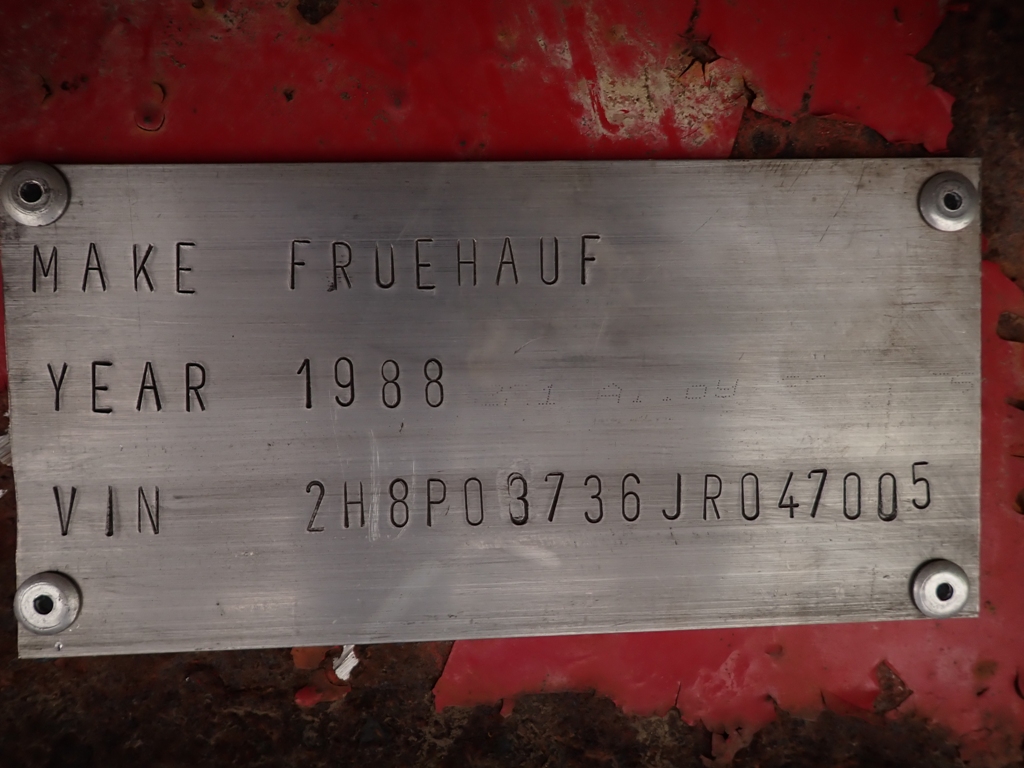 MAKE FRUEHAUF
YEAR 1988
VIN 2H8P03736JR047005